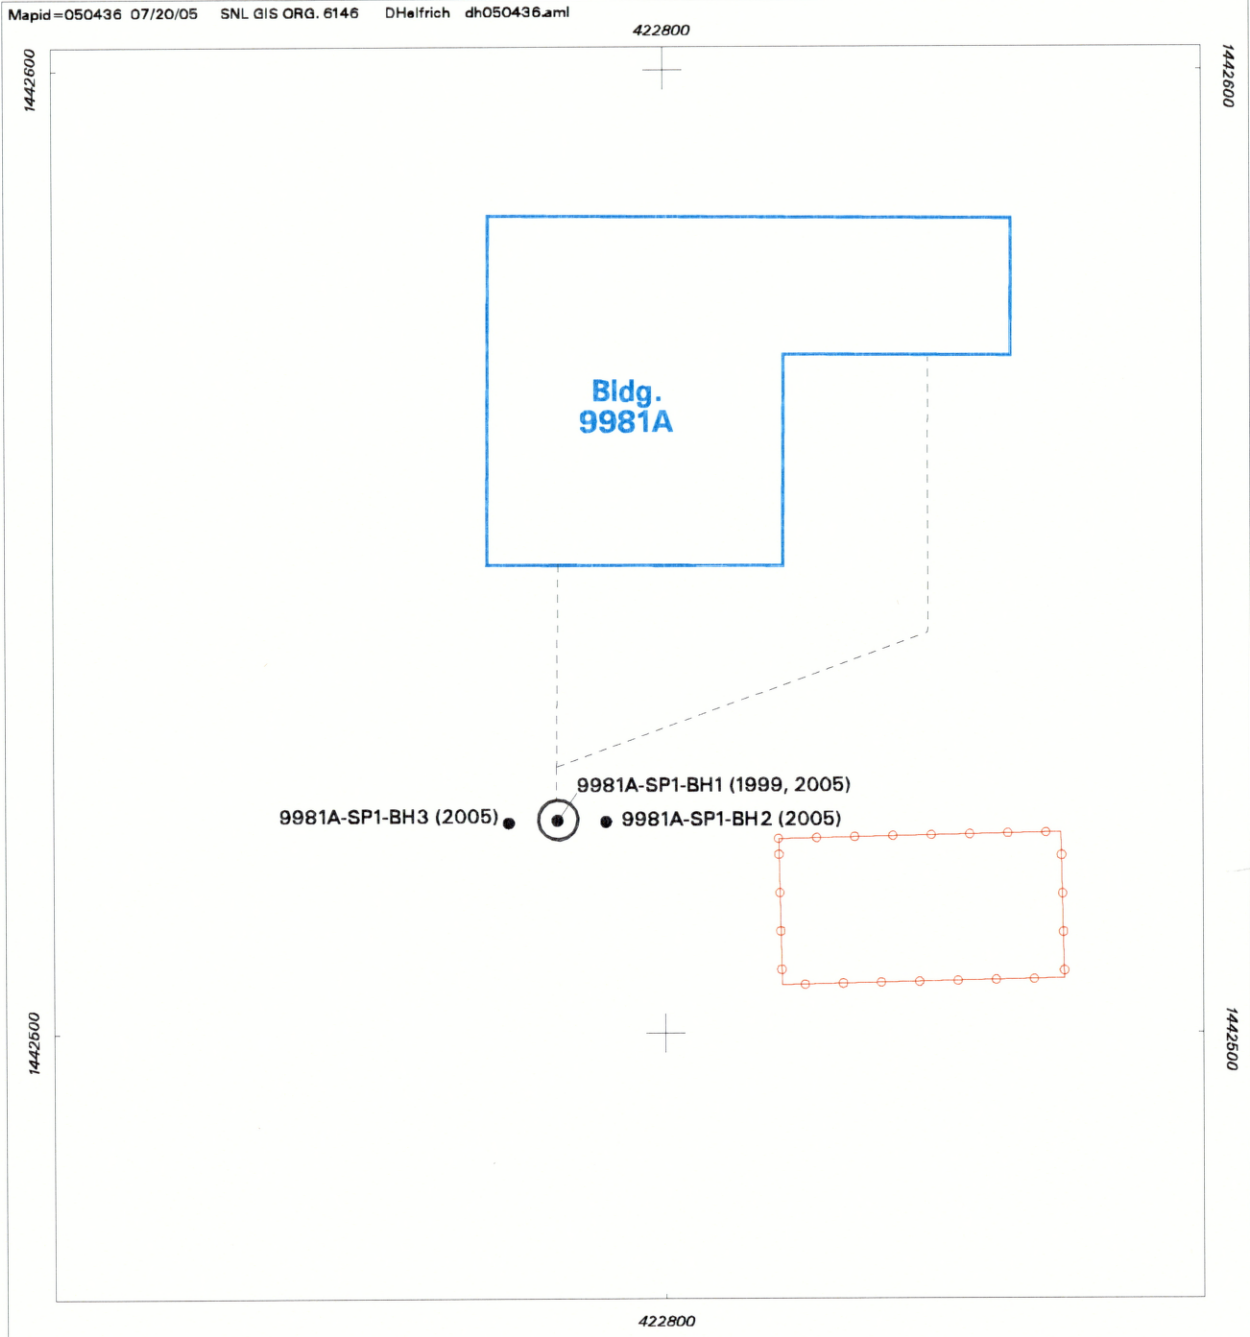 Mapid=050436 07/20/05 SNL GIS ORG. 6146 DHelfrich dh050436.aml
422800
1442600
1442600
Bldg.
9981A
9981A-SP1-BH1 (1999, 2005)
9981A-SP1-BH3 (2005)
9981A-SP1-BH2 (2005)
1442500
1442500
422800